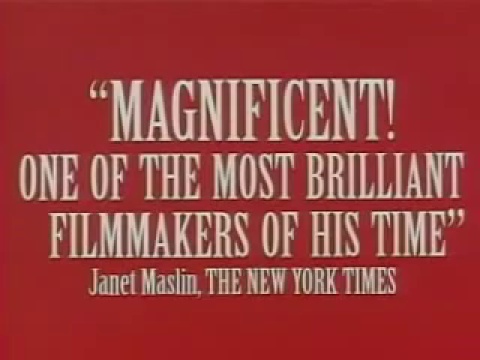 “MAGNIFICENT!
ONE OF THE MOST BRILLIANT
FILMMAKERS OF HIS TIME”
Janet Maslin, THE NEW YORK TIMES